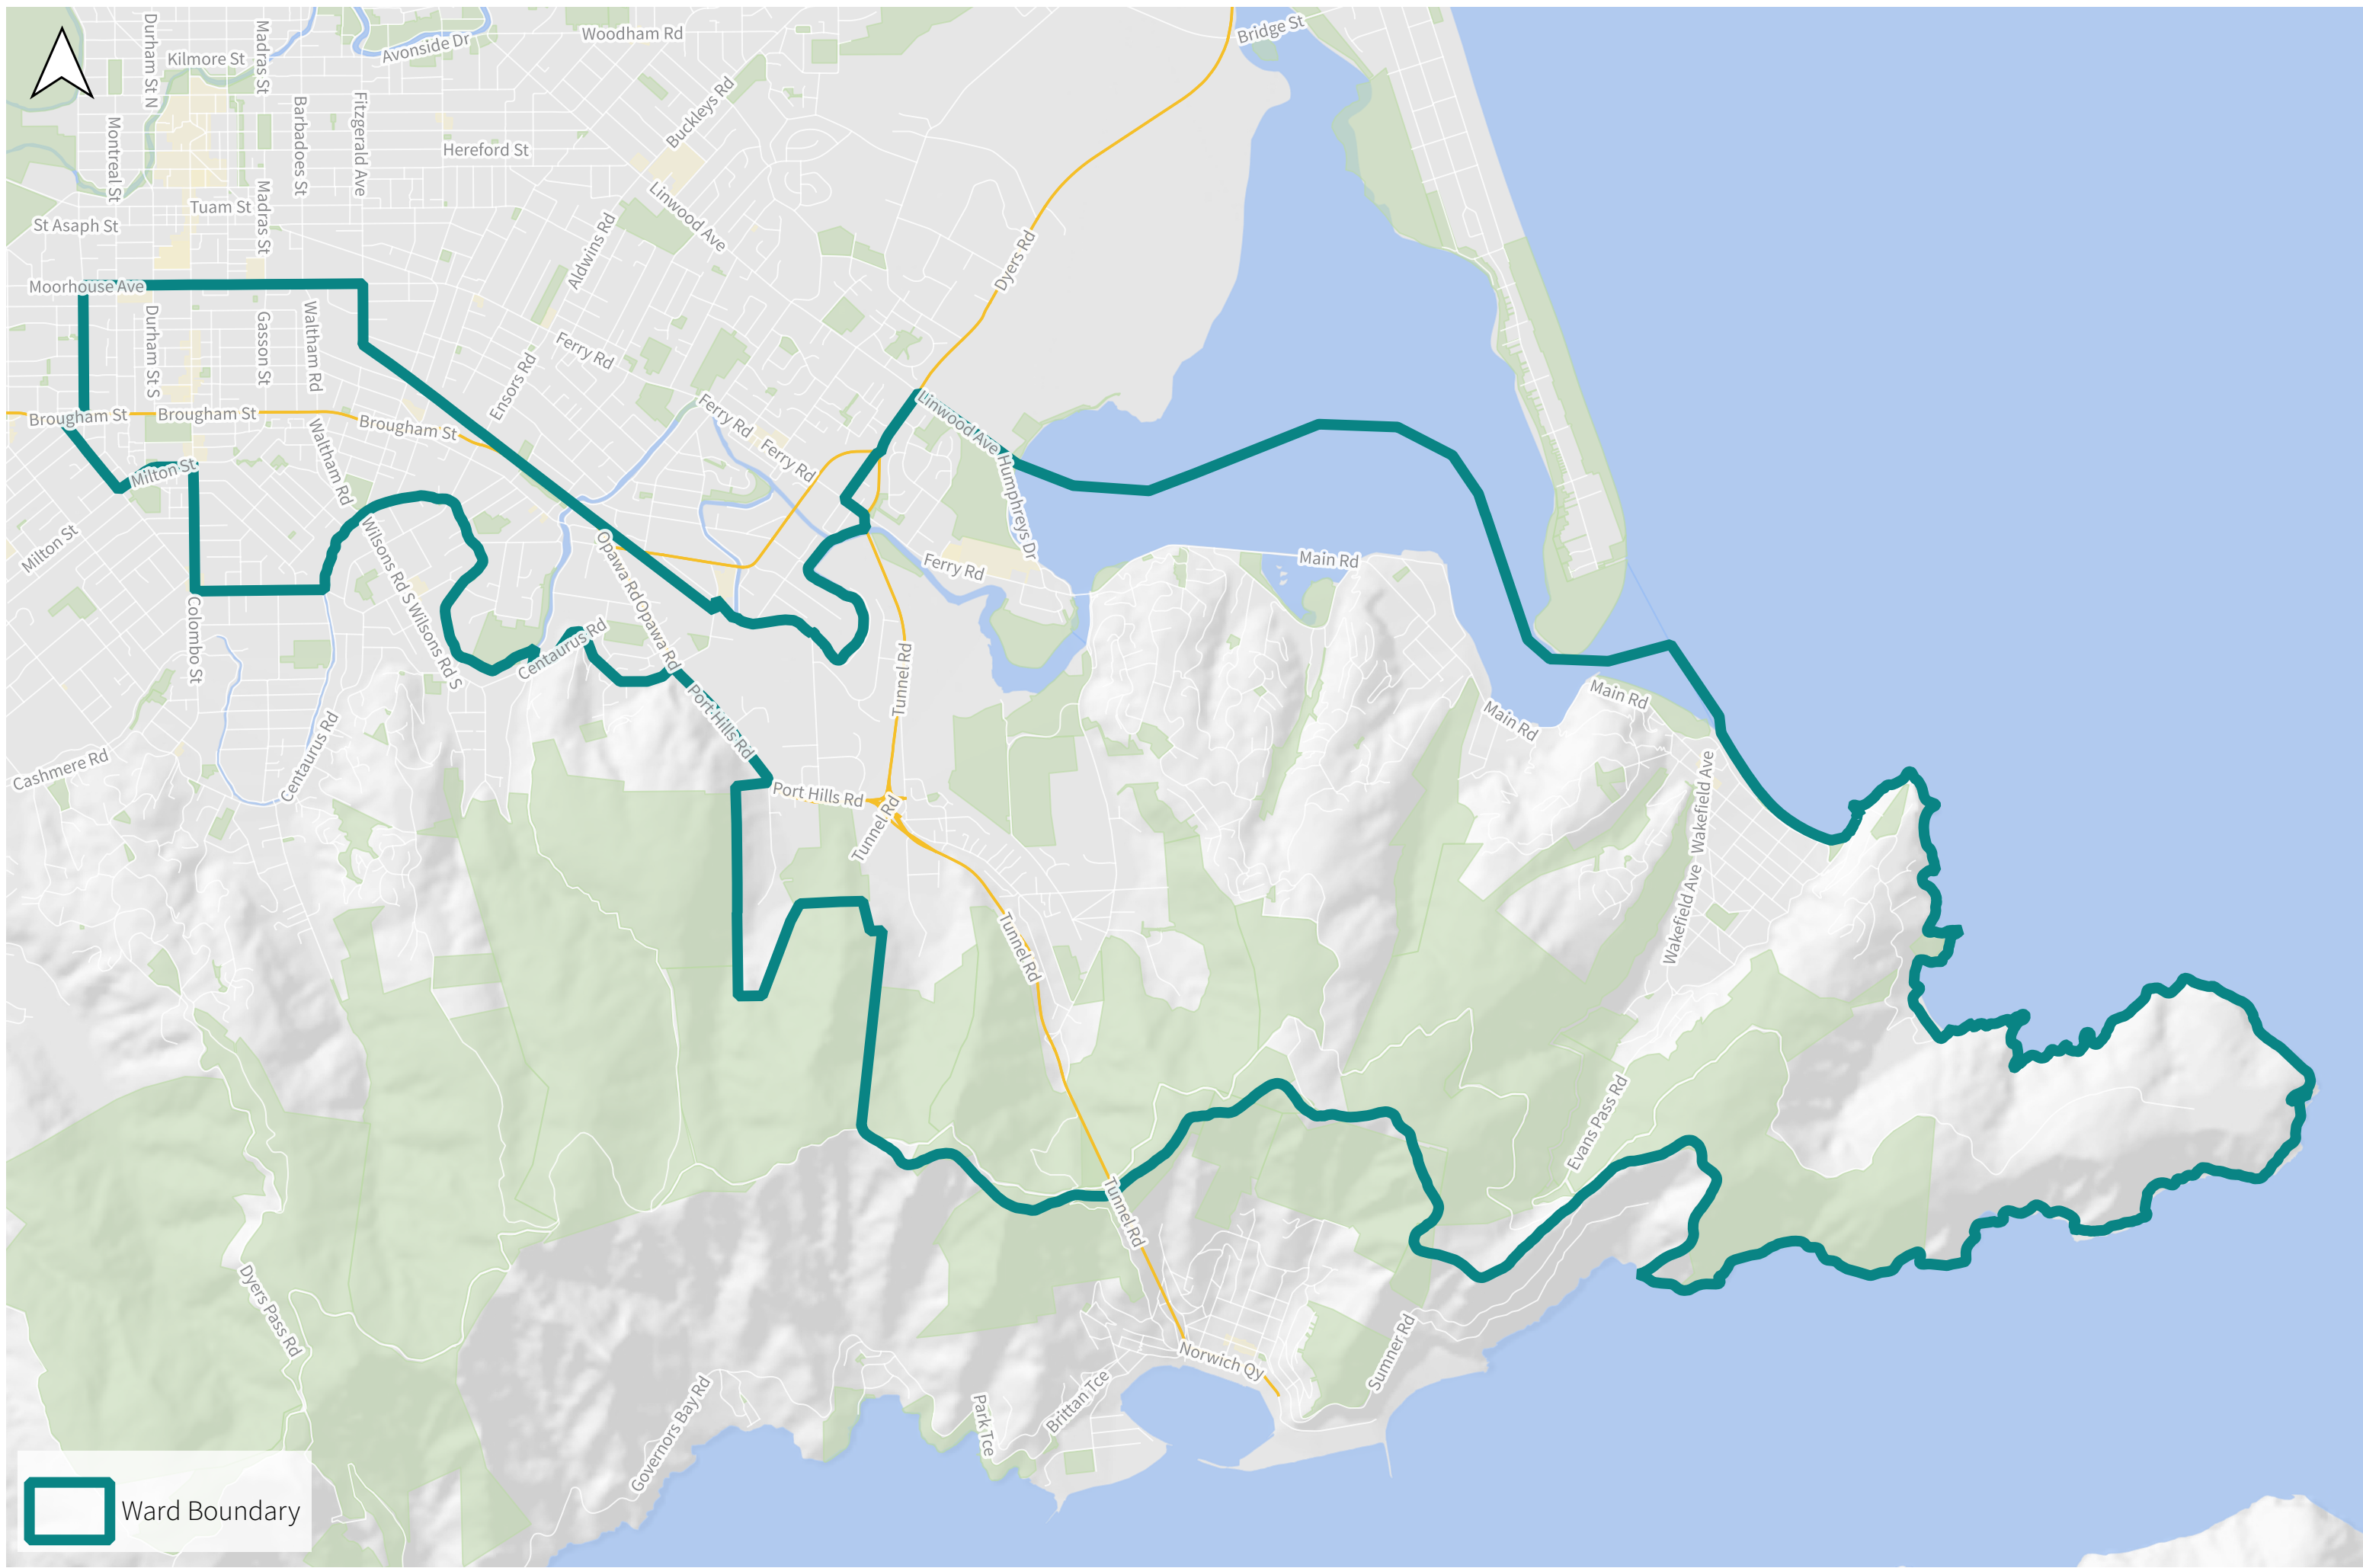 Bridge St
Woodham Rd
Avonside Dr
Durham St N
Madras St
Kilmore St
Buckleys Rd
Barbadoes St
Fitzgerald Ave
Montreal St
Hereford St
Linwood Ave
Madras St
Tuam St
St Asaph St
Aldwins Rd
Dyers Rd
Moorhouse Ave
Durham St S
Gasson St
Waltham Rd
Ferry Rd
Ensors Rd
Brougham St
Brougham St
Brougham St
Ferry Rd
Linwood Ave
Ferry Rd
Waltham Rd
Milton St
Humphreys Dr
Milton St
Wilsons Rd S
Opawa Rd
Ferry Rd
Main Rd
Colombo St
Wilsons Rd S
Opawa Rd
Centaurus Rd
Tunnel Rd
Main Rd
Port Hills Rd
Main Rd
Cashmere Rd
Centaurus Rd
Port Hills Rd
Wakefield Ave
Tunnel Rd
Wakefield Ave
Tunnel Rd
Evans Pass Rd
Tunnel Rd
Dyers Pass Rd
Norwich Qy
Sumner Rd
Governors Bay Rd
Park Tce
Brittan Tce
Ward Boundary